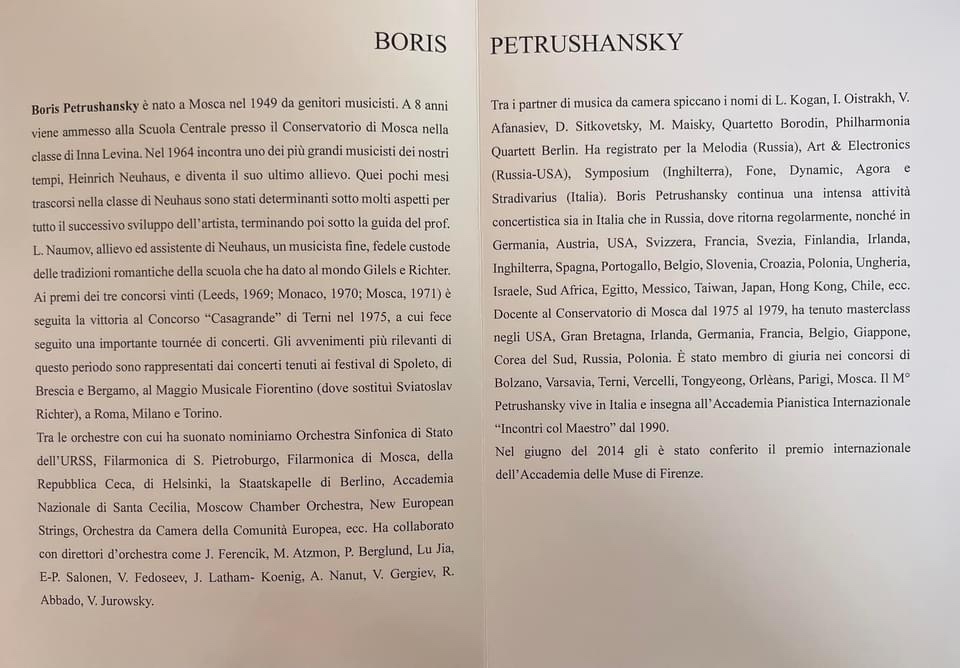 BORIS PETRUSHANSKY
Boris Petrushansky è nato a Mosca nel 1949 da genitori musicisti. A 8 anni
viene ammesso alla Scuola Centrale presso il Conservatorio di Mosca nella
classe di Inna Levina. Nel 1964 incontra uno dei più grandi musicisti dei nostri
tempi, Heinrich Neuhaus, e diventa il suo ultimo allievo. Quei pochi mesi
trascorsi nella classe di Neuhaus sono stati determinanti sotto molti aspetti per
tutto il successivo sviluppo dell'artista, terminando poi sotto la guida del prof.
L. Naumov, allievo ed assistente di Neuhaus, un musicista fine, fedele custode
delle tradizioni romantiche della scuola che ha dato al mondo Gilels e Richter.
Ai premi dei tre concorsi vinti (Leeds, 1969; Monaco, 1970; Mosca, 1971) è
seguita la vittoria al Concorso “Casagrande” di Terni nel 1975, a cui fece
seguito una importante tournée di concerti. Gli avvenimenti più rilevanti di
questo periodo sono rappresentati dai concerti tenuti ai festival di Spoleto, di
Brescia e Bergamo, al Maggio Musicale Fiorentino (dove sostituì Sviatoslav
Richter), a Roma, Milano e Torino.
Tra le orchestre con cui ha suonato nominiamo Orchestra Sinfonica di Stato
dell'URSS, Filarmonica di S. Pietroburgo, Filarmonica di Mosca, della
Repubblica Ceca, di Helsinki, la Staatskapelle di Berlino, Accademia
Nazionale di Santa Cecilia, Moscow Chamber Orchestra, New European
Strings, Orchestra da Camera della Comunità Europea, ecc. Ha collaborato
con direttori d'orchestra come J. Ferencik, M. Atzmon, P. Berglund, Lu Jia,
E-P. Salonen, V. Fedoseev, J. Latham- Koenig, A. Nanut, V. Gergiev, R.
Abbado, V. Jurowsky.
Tra i partner di musica da camera spiccano i nomi di L. Kogan, I. Oistrakh, V.
Afanasiev, D. Sitkovetsky, M. Maisky, Quartetto Borodin, Philharmonia
Quartett Berlin. Ha registrato per la Melodia (Russia), Art & Electronics
(Russia-USA), Symposium (Inghilterra), Fone, Dynamic, Agora e
Stradivarius (Italia). Boris Petrushansky continua una intensa attività
concertistica sia in Italia che in Russia, dove ritorna regolarmente, nonché in
Germania, Austria, USA, Svizzera, Francia, Svezia, Finlandia, Irlanda,
Inghilterra, Spagna, Portogallo, Belgio, Slovenia, Croazia, Polonia, Ungheria,
Israele, Sud Africa, Egitto, Messico, Taiwan, Japan, Hong Kong, Chile, ecc.
Docente al Conservatorio di Mosca dal 1975 al 1979, ha tenuto masterclass
negli USA, Gran Bretagna, Irlanda, Germania, Francia, Belgio, Giappone,
Corea del Sud, Russia, Polonia. È stato membro di giuria nei concorsi di
Bolzano, Varsavia, Terni, Vercelli, Tongyeong, Orlèans, Parigi, Mosca. Il M°
Petrushansky vive in Italia e insegna all'Accademia Pianistica Internazionale
“Incontri col Maestro” dal 1990.
Nel giugno del 2014 gli è stato conferito il premio internazionale
dell'Accademia delle Muse di Firenze.